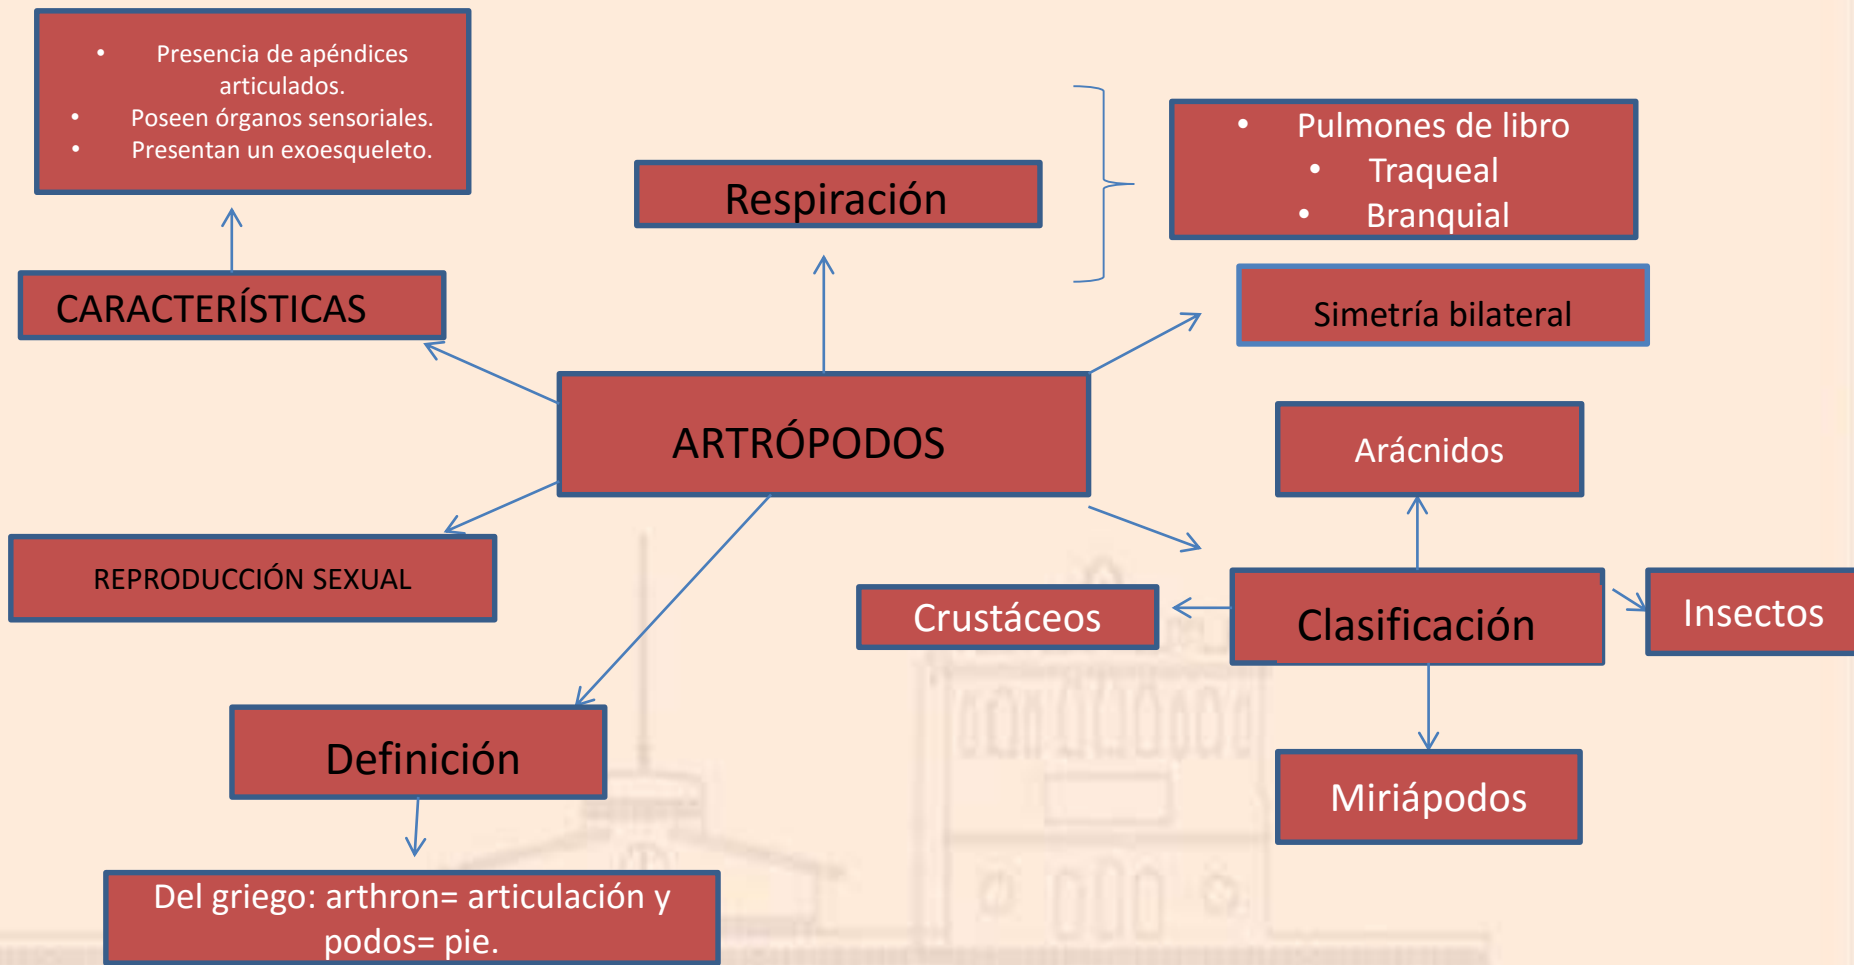 • Presencia de apéndices
articulados.
• Poseen órganos sensoriales.
• Presentan un exoesqueleto.
Respiración
• Pulmones de libro
• Traqueal
• Branquial
CARACTERÍSTICAS
Simetría bilateral
ARTRÓPODOS
Arácnidos
REPRODUCCIÓN SEXUAL
Crustáceos
Clasificación
Insectos
Definición
Miriápodos
Del griego: arthron= articulación y
podos= pie.